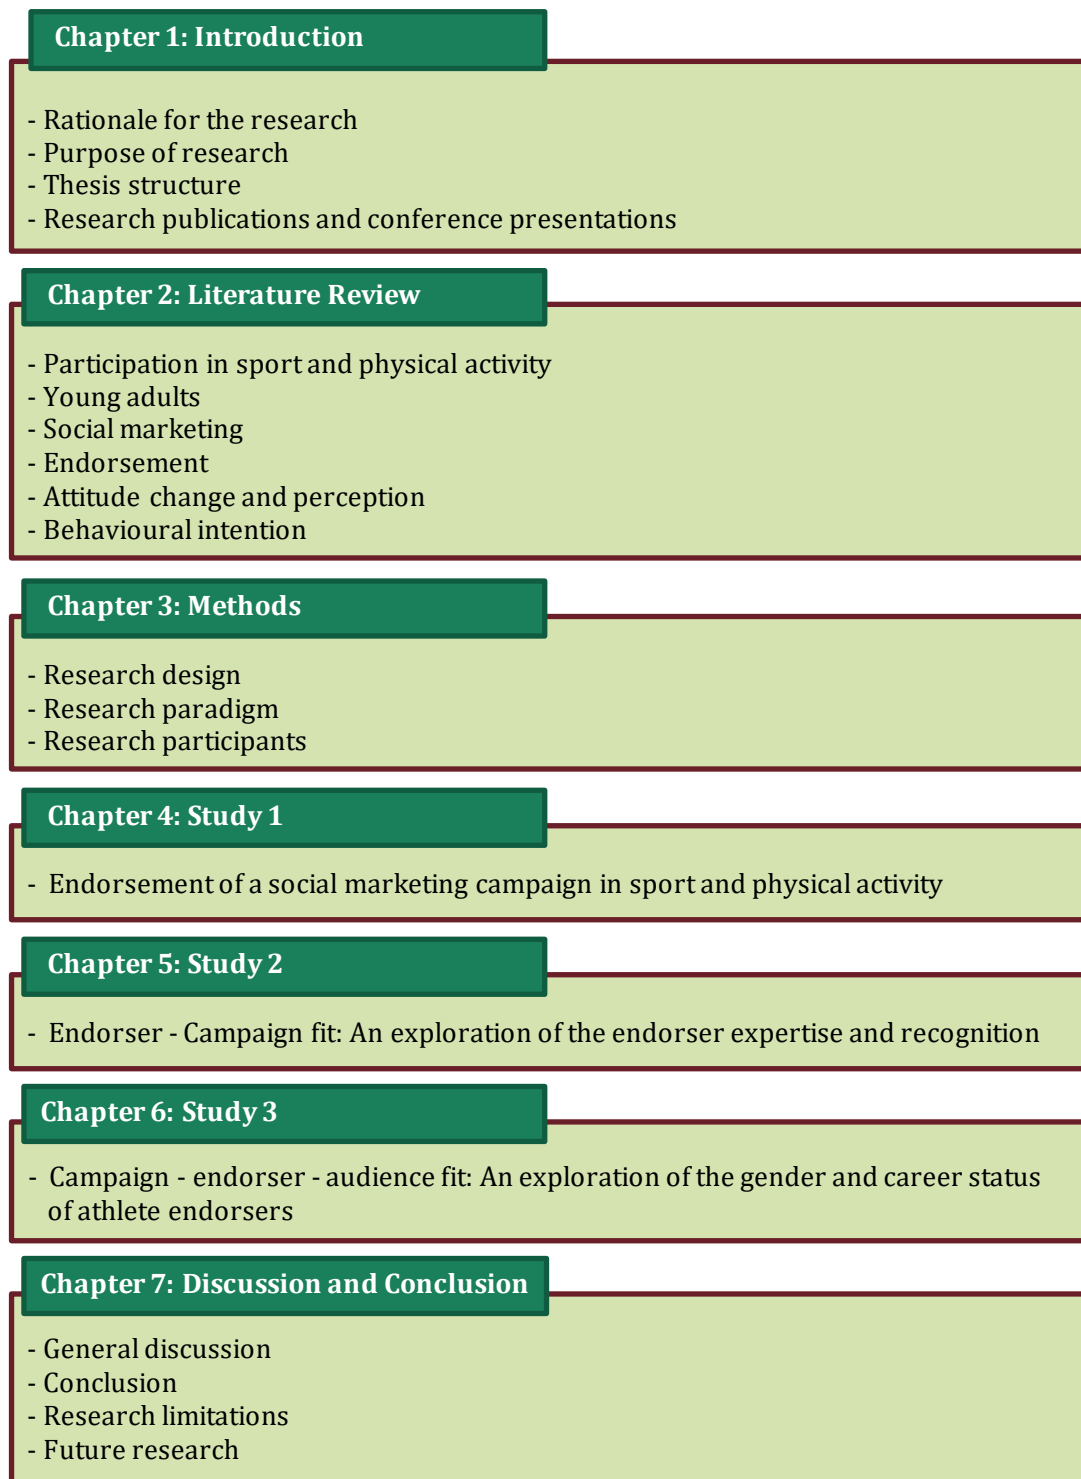 Chapter 1: Introduction
- Rationale for the research
- Purpose of research
- Thesis structure
- Research publications and conference presentations
Chapter 2: Literature Review
- Participation in sport and physical activity
- Young adults
- Social marketing
- Endorsement
- Attitude change and perception
- Behavioural intention
Chapter 3: Methods
- Research design
- Research paradigm
- Research participants
Chapter 4: Study 1
- Endorsement of a social marketing campaign in sport and physical activity
Chapter 5: Study 2
- Endorser - Campaign fit: An exploration of the endorser expertise and recognition
Chapter 6: Study 3
- Campaign - endorser - audience fit: An exploration of the gender and career status
of athlete endorsers
Chapter 7: Discussion and Conclusion
- General discussion
- Conclusion
- Research limitations
- Future research